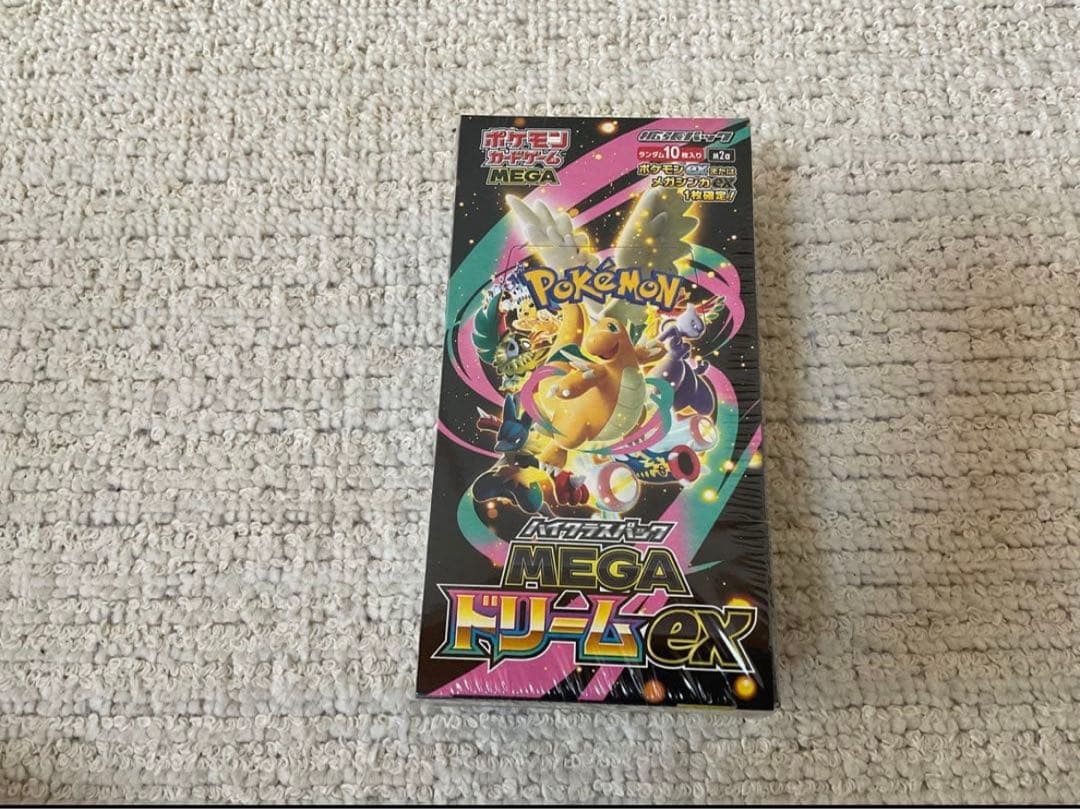 ポケモン
カードゲーム
MEGA
拡張パック
ランダム10枚入り
ポケモンexまたは
メガシンカex
1枚確定!
POKéMON
ハイクラスパック
MEGA
ドリームex